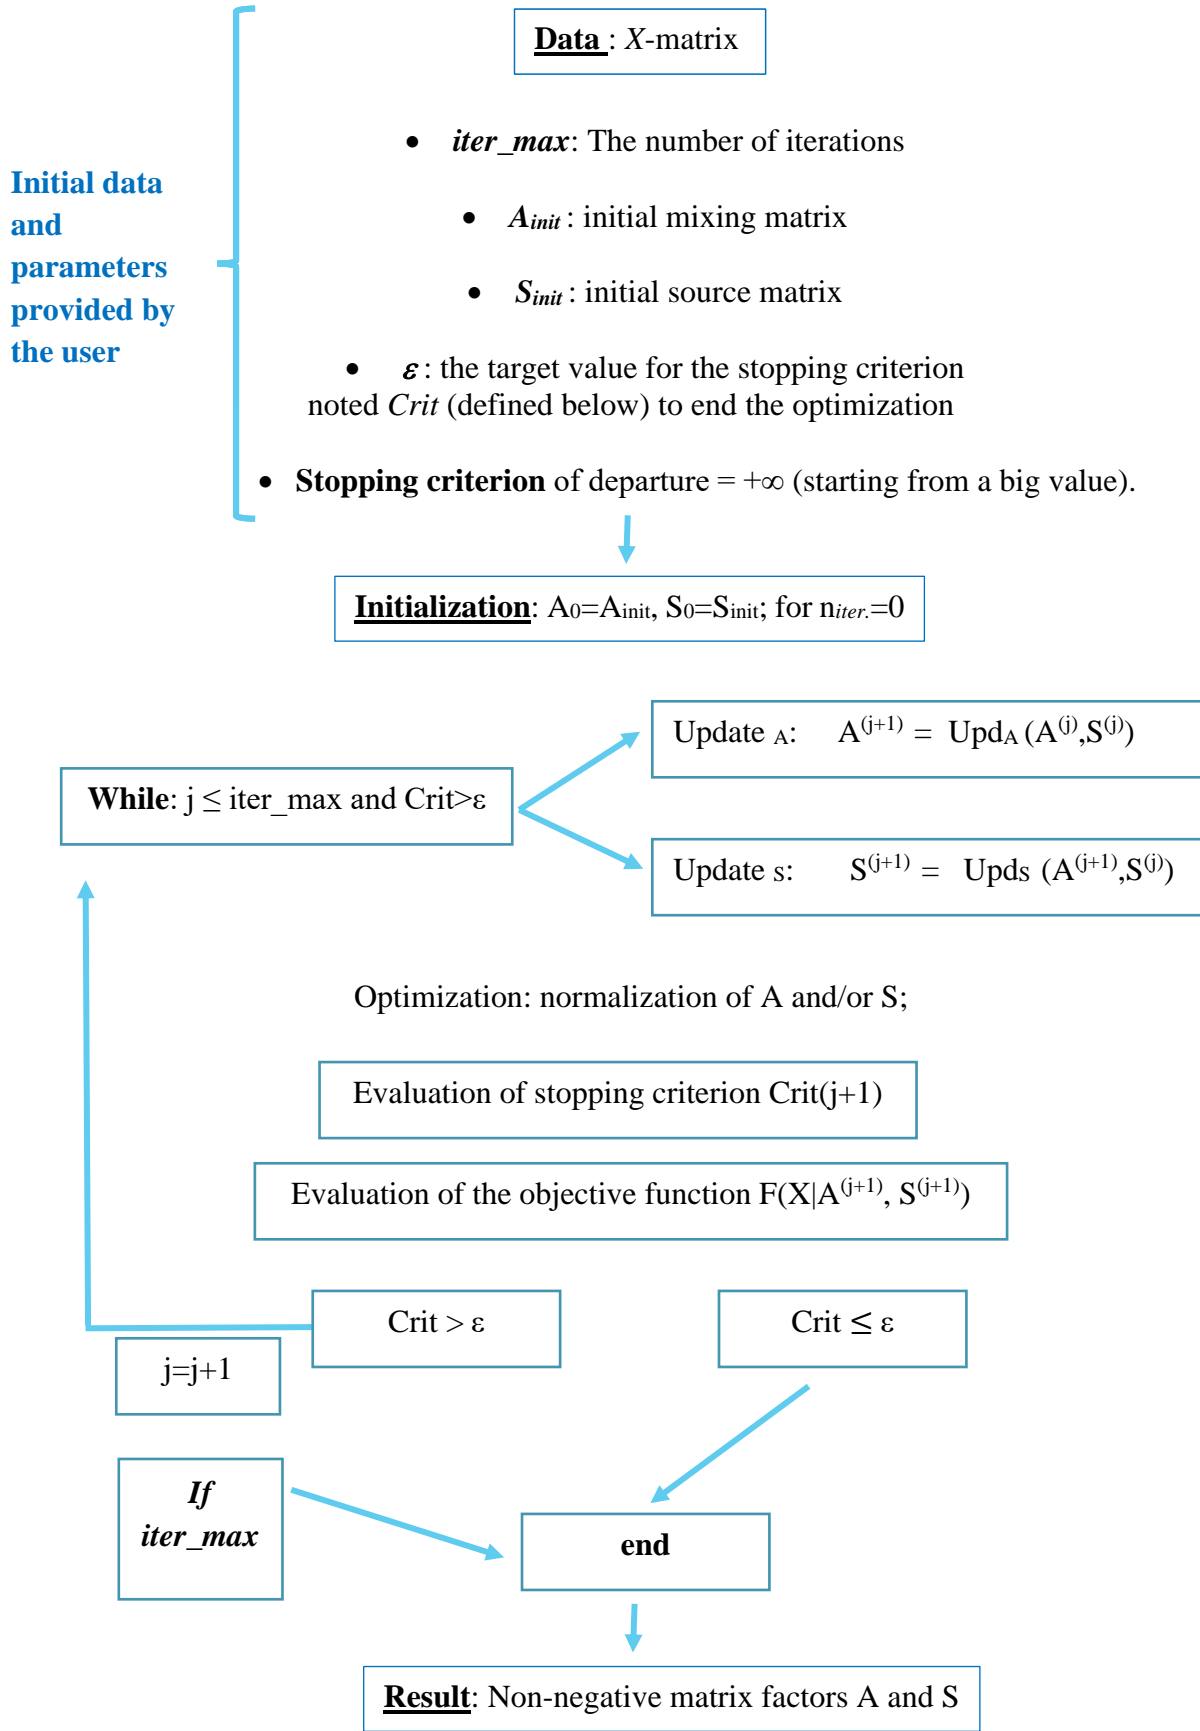 Data : X-matrix
• iter_max: The number of iterations
Initial data
and
parameters
provided by
the user
• Ainit : initial mixing matrix
• Sinit : initial source matrix
• ε : the target value for the stopping criterion
noted Crit (defined below) to end the optimization
• Stopping criterion of departure = +∞ (starting from a big value).
Initialization: A0=Ainit, S0=Sinit; for niter.=0
Update A: A(j+1) = UpdA (A(j),S(j))
While: j ≤ iter_max and Crit>ε
Update S: S(j+1) = UpdS (A(j+1),S(j))
Optimization: normalization of A and/or S;
Evaluation of stopping criterion Crit(j+1)
Evaluation of the objective function F(X|A(j+1), S(j+1))
Crit > ε
Crit ≤ ε
j=j+1
If
iter_max
end
Result: Non-negative matrix factors A and S